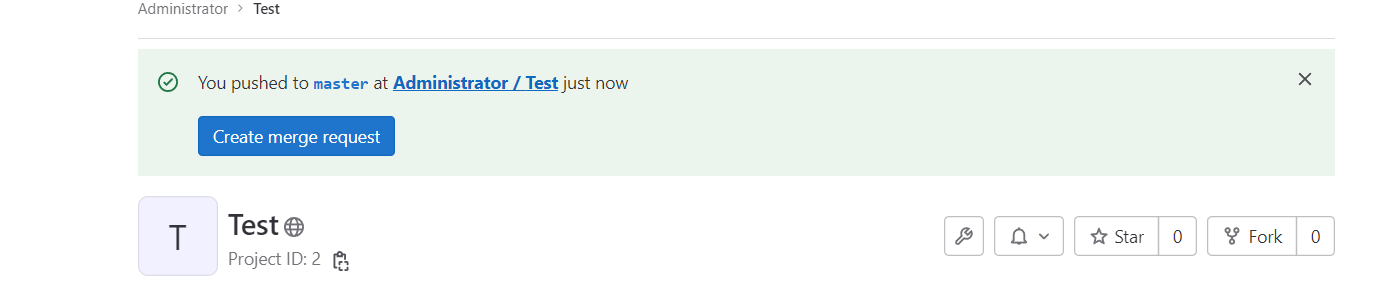 Administrator > Test
You pushed to master at Administrator / Test just now
Create merge request
T
Test
Project ID: 2
Star 0
Fork 0